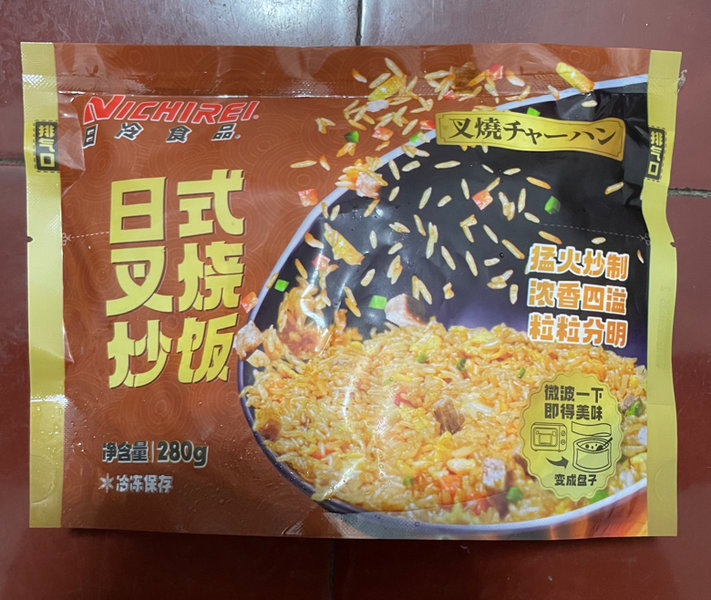 NICHIREI
日冷食品
叉焼チャーハン
排气口
排气口
日式
叉烧
炒饭
猛火炒制
浓香四溢
粒粒分明
微波一下
即得美味
变成盘子
净含量|280g
冷冻保存